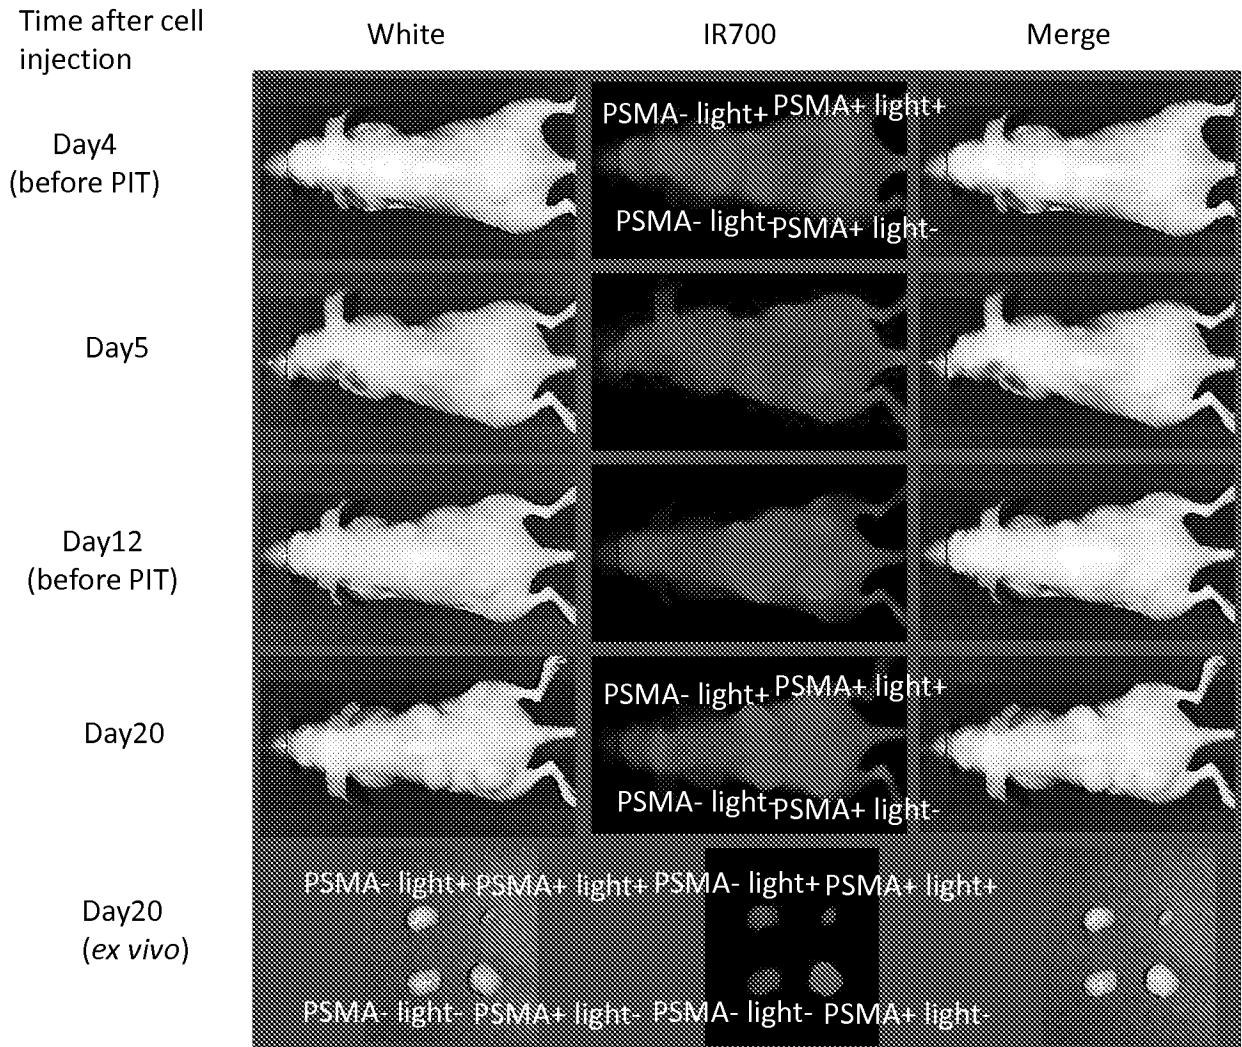 Time after cell
injection
White
IR700
Merge
Day4
(before PIT)
PSMA- light+
PSMA+ light+
PSMA- light-
PSMA+ light-
Day5
Day12
(before PIT)
Day20
PSMA- light+
PSMA+ light+
PSMA- light-
PSMA+ light-
Day20
(ex vivo)
PSMA- light+ PSMA+ light+ PSMA- light+ PSMA+ light+
PSMA- light- PSMA+ light- PSMA- light- PSMA+ light-